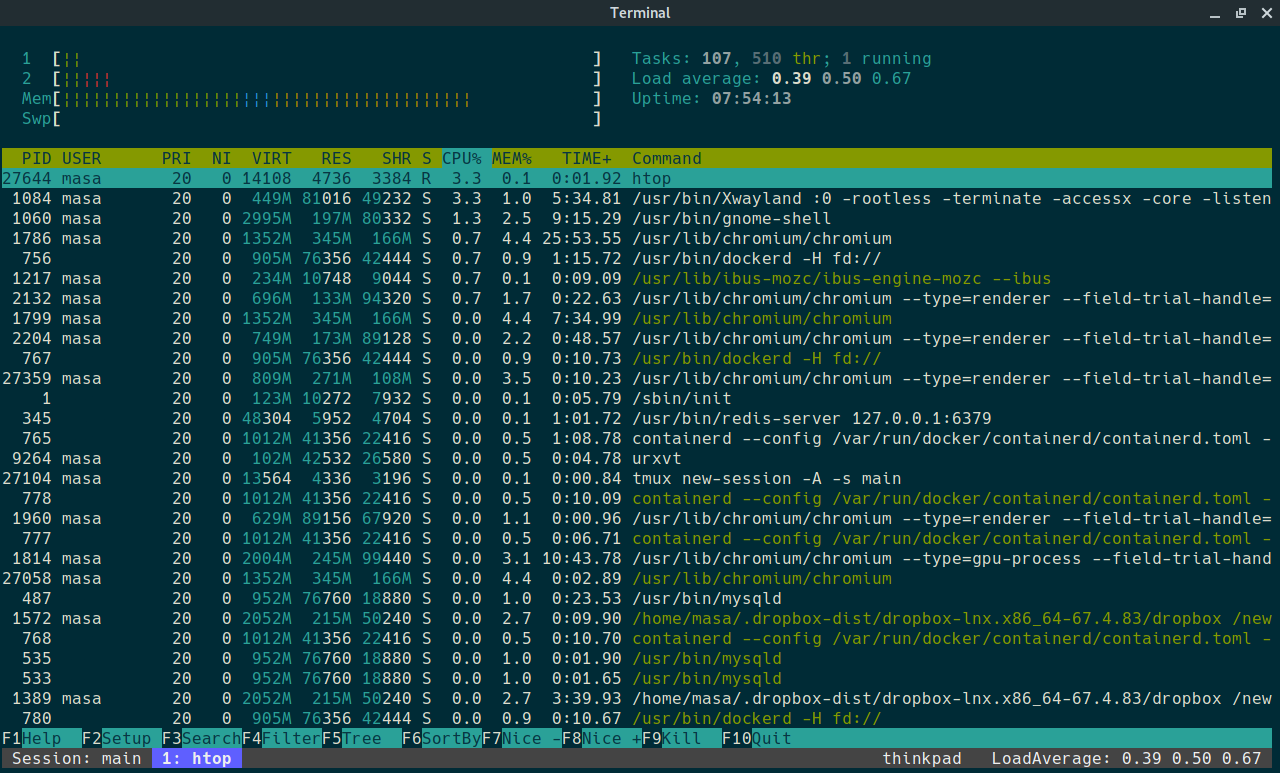 Terminal
1 [¦¦ ] Tasks: 107, 510 thr; 1 running
2 [¦¦¦¦¦ ] Load average: 0.39 0.50 0.67
Mem[¦¦¦¦¦¦¦¦¦¦¦¦¦¦¦¦¦¦¦¦¦¦¦¦¦¦¦¦¦¦¦¦¦¦¦¦¦¦¦¦¦ ] Uptime: 07:54:13
Swp[ ]
PID USER PRI NI VIRT RES SHR S CPU% MEM% TIME+ Command
27644 masa 20 0 14108 4736 3384 R 3.3 0.1 0:01.92 htop
1084 masa 20 0 449M 81016 49232 S 3.3 1.0 5:34.81 /usr/bin/Xwayland :0 -rootless -terminate -accessx -core -listen
1060 masa 20 0 2995M 197M 80332 S 1.3 2.5 9:15.29 /usr/bin/gnome-shell
1786 masa 20 0 1352M 345M 166M S 0.7 4.4 25:53.55 /usr/lib/chromium/chromium
756 20 0 905M 76356 42444 S 0.7 0.9 1:15.72 /usr/bin/dockerd -H fd://
1217 masa 20 0 234M 10748 9044 S 0.7 0.1 0:09.09 /usr/lib/ibus-mozc/ibus-engine-mozc --ibus
2132 masa 20 0 696M 133M 94320 S 0.7 1.7 0:22.63 /usr/lib/chromium/chromium --type=renderer --field-trial-handle=
1799 masa 20 0 1352M 345M 166M S 0.0 4.4 7:34.99 /usr/lib/chromium/chromium
2204 masa 20 0 749M 173M 89128 S 0.0 2.2 0:48.57 /usr/lib/chromium/chromium --type=renderer --field-trial-handle=
767 20 0 905M 76356 42444 S 0.0 0.9 0:10.73 /usr/bin/dockerd -H fd://
27359 masa 20 0 809M 271M 108M S 0.0 3.5 0:10.23 /usr/lib/chromium/chromium --type=renderer --field-trial-handle=
1 20 0 123M 10272 7932 S 0.0 0.1 0:05.79 /sbin/init
345 20 0 48304 5952 4704 S 0.0 0.1 1:01.72 /usr/bin/redis-server 127.0.0.1:6379
765 20 0 1012M 41356 22416 S 0.0 0.5 1:08.78 containerd --config /var/run/docker/containerd/containerd.toml -
9264 masa 20 0 102M 42532 26580 S 0.0 0.5 0:04.78 urxvt
27104 masa 20 0 13564 4336 3196 S 0.0 0.1 0:00.84 tmux new-session -A -s main
778 20 0 1012M 41356 22416 S 0.0 0.5 0:10.09 containerd --config /var/run/docker/containerd/containerd.toml -
1960 masa 20 0 629M 89156 67920 S 0.0 1.1 0:00.96 /usr/lib/chromium/chromium --type=renderer --field-trial-handle=
777 20 0 1012M 41356 22416 S 0.0 0.5 0:06.71 containerd --config /var/run/docker/containerd/containerd.toml -
1814 masa 20 0 2004M 245M 99440 S 0.0 3.1 10:43.78 /usr/lib/chromium/chromium --type=gpu-process --field-trial-hand
27058 masa 20 0 1352M 345M 166M S 0.0 4.4 0:02.89 /usr/lib/chromium/chromium
487 20 0 952M 76760 18880 S 0.0 1.0 0:23.53 /usr/bin/mysqld
1572 masa 20 0 2052M 215M 50240 S 0.0 2.7 0:09.90 /home/masa/.dropbox-dist/dropbox-lnx.x86_64-67.4.83/dropbox /new
768 20 0 1012M 41356 22416 S 0.0 0.5 0:10.70 containerd --config /var/run/docker/containerd/containerd.toml -
535 20 0 952M 76760 18880 S 0.0 1.0 0:01.90 /usr/bin/mysqld
533 20 0 952M 76760 18880 S 0.0 1.0 0:01.65 /usr/bin/mysqld
1389 masa 20 0 2052M 215M 50240 S 0.0 2.7 3:39.93 /home/masa/.dropbox-dist/dropbox-lnx.x86_64-67.4.83/dropbox /new
780 20 0 905M 76356 42444 S 0.0 0.9 0:10.67 /usr/bin/dockerd -H fd://
F1Help F2Setup F3SearchF4FilterF5Tree F6SortByF7Nice -F8Nice +F9Kill F10Quit
Session: main 1: htop thinkpad LoadAverage: 0.39 0.50 0.67